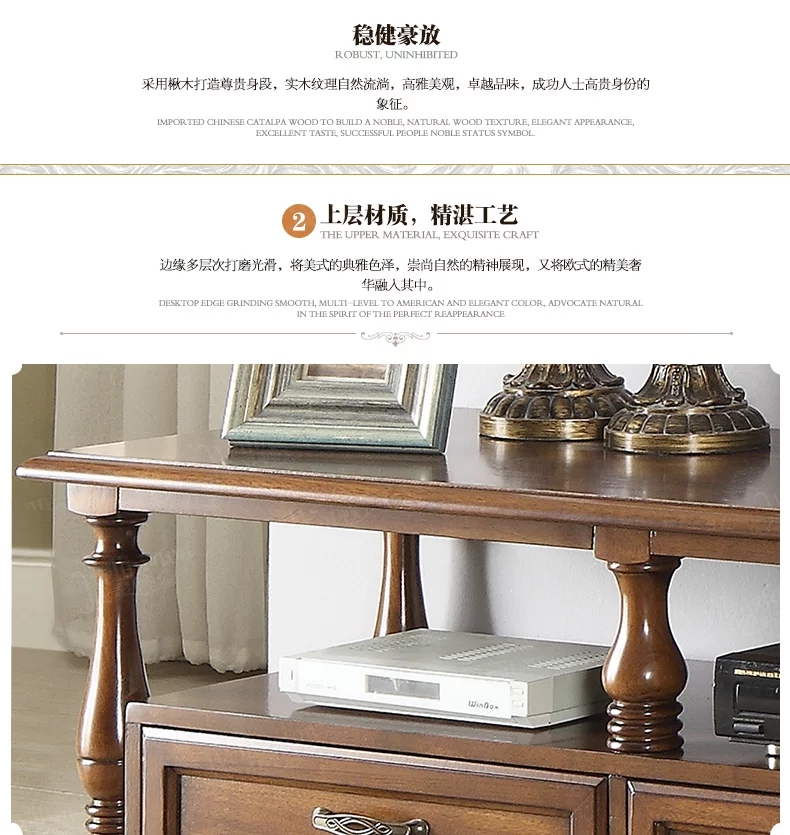 稳健豪放
ROBUST, UNINHIBITED
采用楸木打造尊贵身段，实木纹理自然流淌，高雅美观，卓越品味，成功人士高贵身份的
象征。
IMPORTED CHINESE CATALPA WOOD TO BUILD A NOBLE, NATURAL WOOD TEXTURE, ELEGANT APPEARANCE,
EXCELLENT TASTE, SUCCESSFUL PEOPLE NOBLE STATUS SYMBOL.
2 上层材质，精湛工艺
THE UPPER MATERIAL, EXQUISITE CRAFT
边缘多层次打磨光滑，将美式的典雅色泽，崇尚自然的精神展现，又将欧式的精美奢
华融入其中。
DESKTOP EDGE GRINDING SMOOTH, MULTI-LEVEL TO AMERICAN AND ELEGANT COLOR, ADVOCATE NATURAL
IN THE SPIRIT OF THE PERFECT REAPPEARANCE
WinBox